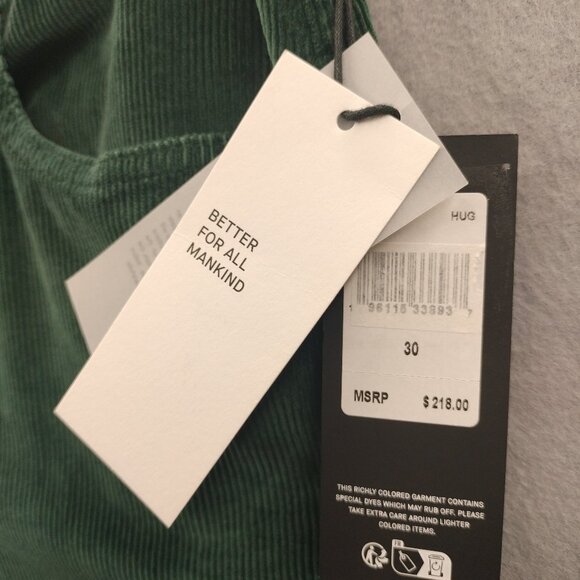 BETTER
FOR ALL
MANKIND
HUG
30
MSRP $218.00
THIS RICHLY COLORED GARMENT CONTAINS
SPECIAL DYES WHICH MAY RUB OFF. PLEASE
TAKE EXTRA CARE AROUND LIGHTER
COLORED ITEMS.
FR